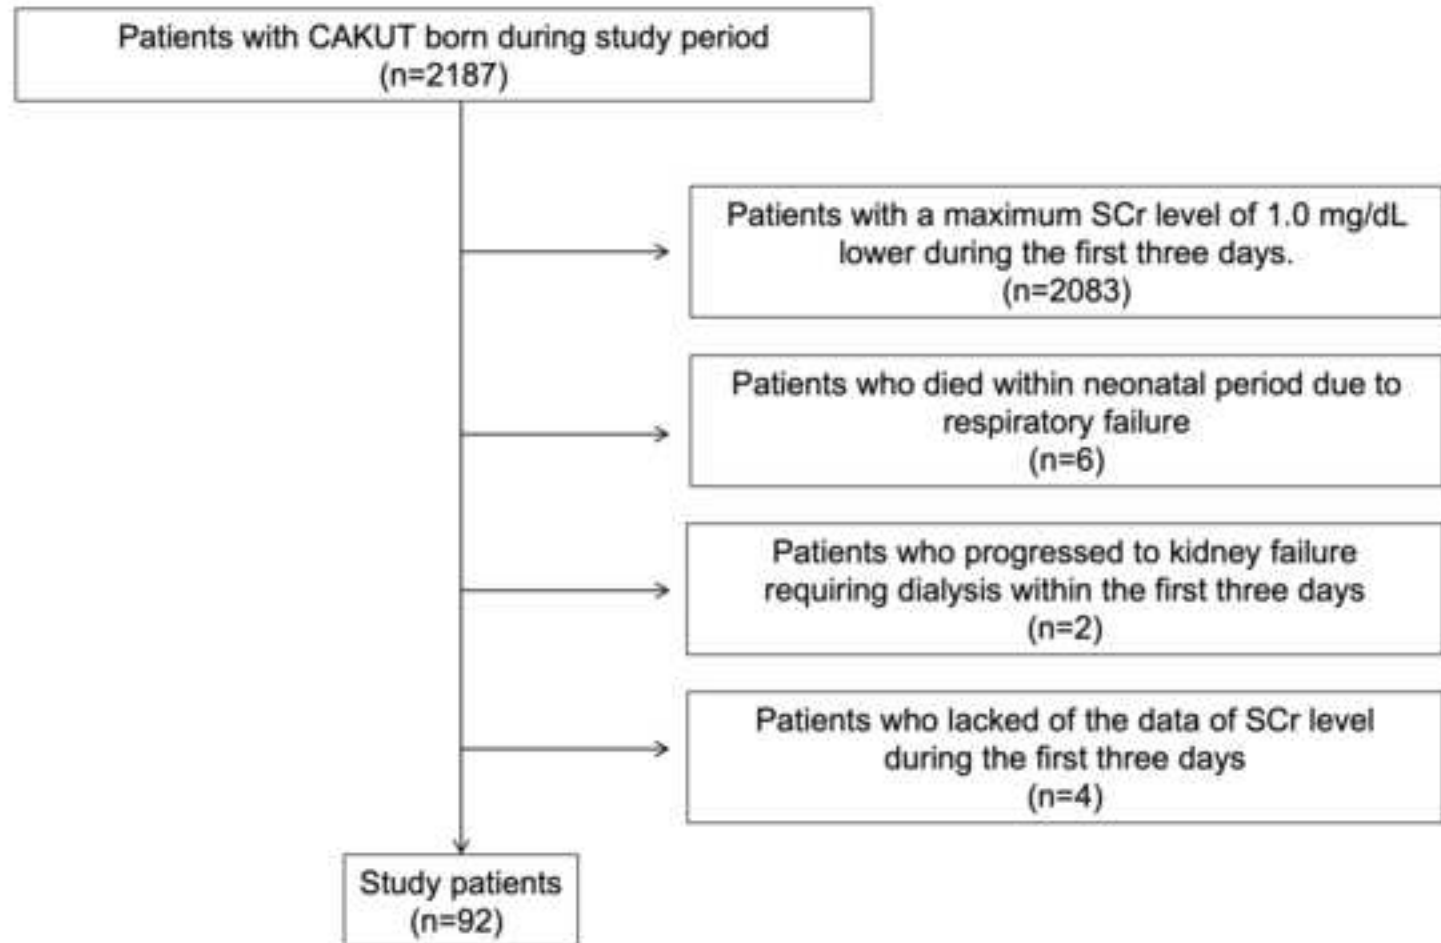 Patients with CAKUT born during study period
(n=2187)
Patients with a maximum SCr level of 1.0 mg/dL
lower during the first three days.
(n=2083)
Patients who died within neonatal period due to
respiratory failure
(n=6)
Patients who progressed to kidney failure
requiring dialysis within the first three days
(n=2)
Patients who lacked of the data of SCr level
during the first three days
(n=4)
Study patients
(n=92)